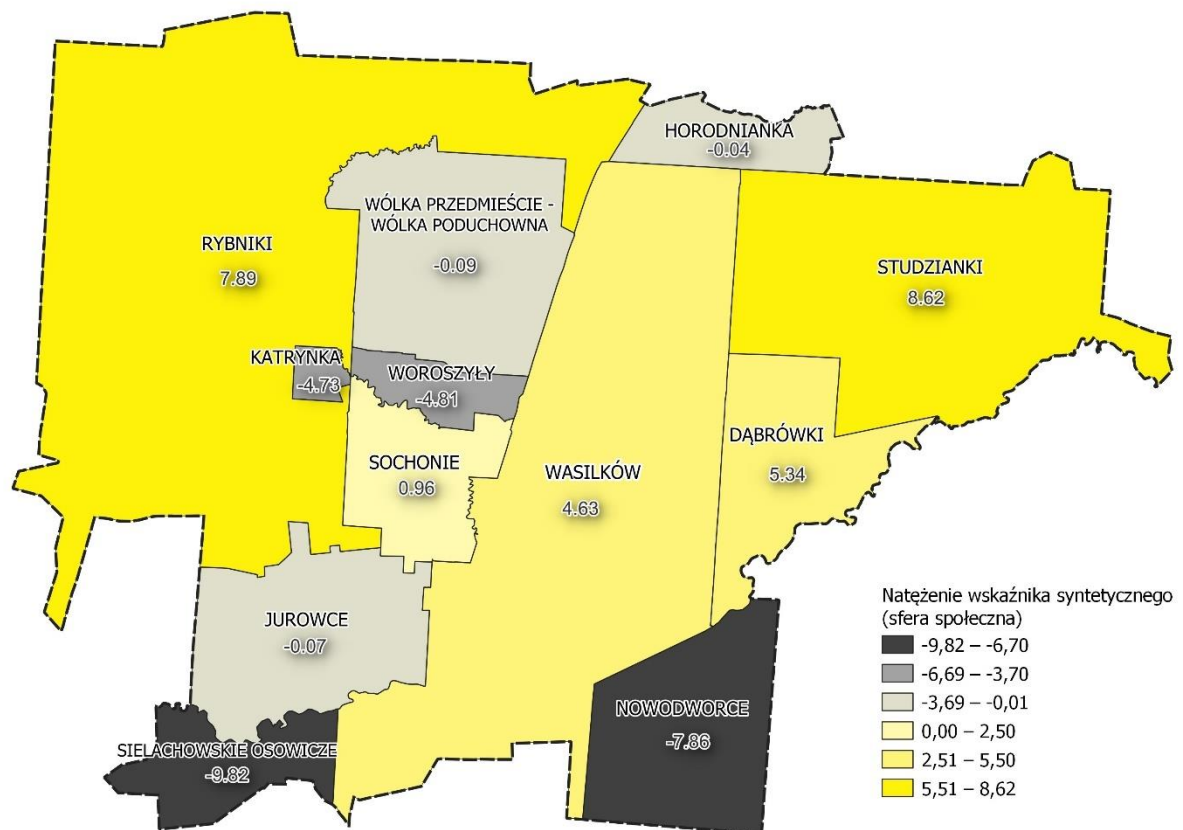 HORODNIANKA
-0.04
WÓLKA PRZEDMIEŚCIE -
WÓLKA PODUCHOWNA
-0.09
RYBNIKI
7.89
STUDZIANKI
8.62
KATRYNKA
-4.73
WOROSZYŁY
-4.81
SOCHONIE
0.96
WASILKÓW
4.63
DĄBRÓWKI
5.34
JUROWCE
-0.07
NOWODWORCE
-7.86
SIELACHOWSKIE OSOWICZE
-9.82
Natężenie wskaźnika syntetycznego
(sfera społeczna)
-9,82 – -6,70
-6,69 – -3,70
-3,69 – -0,01
0,00 – 2,50
2,51 – 5,50
5,51 – 8,62